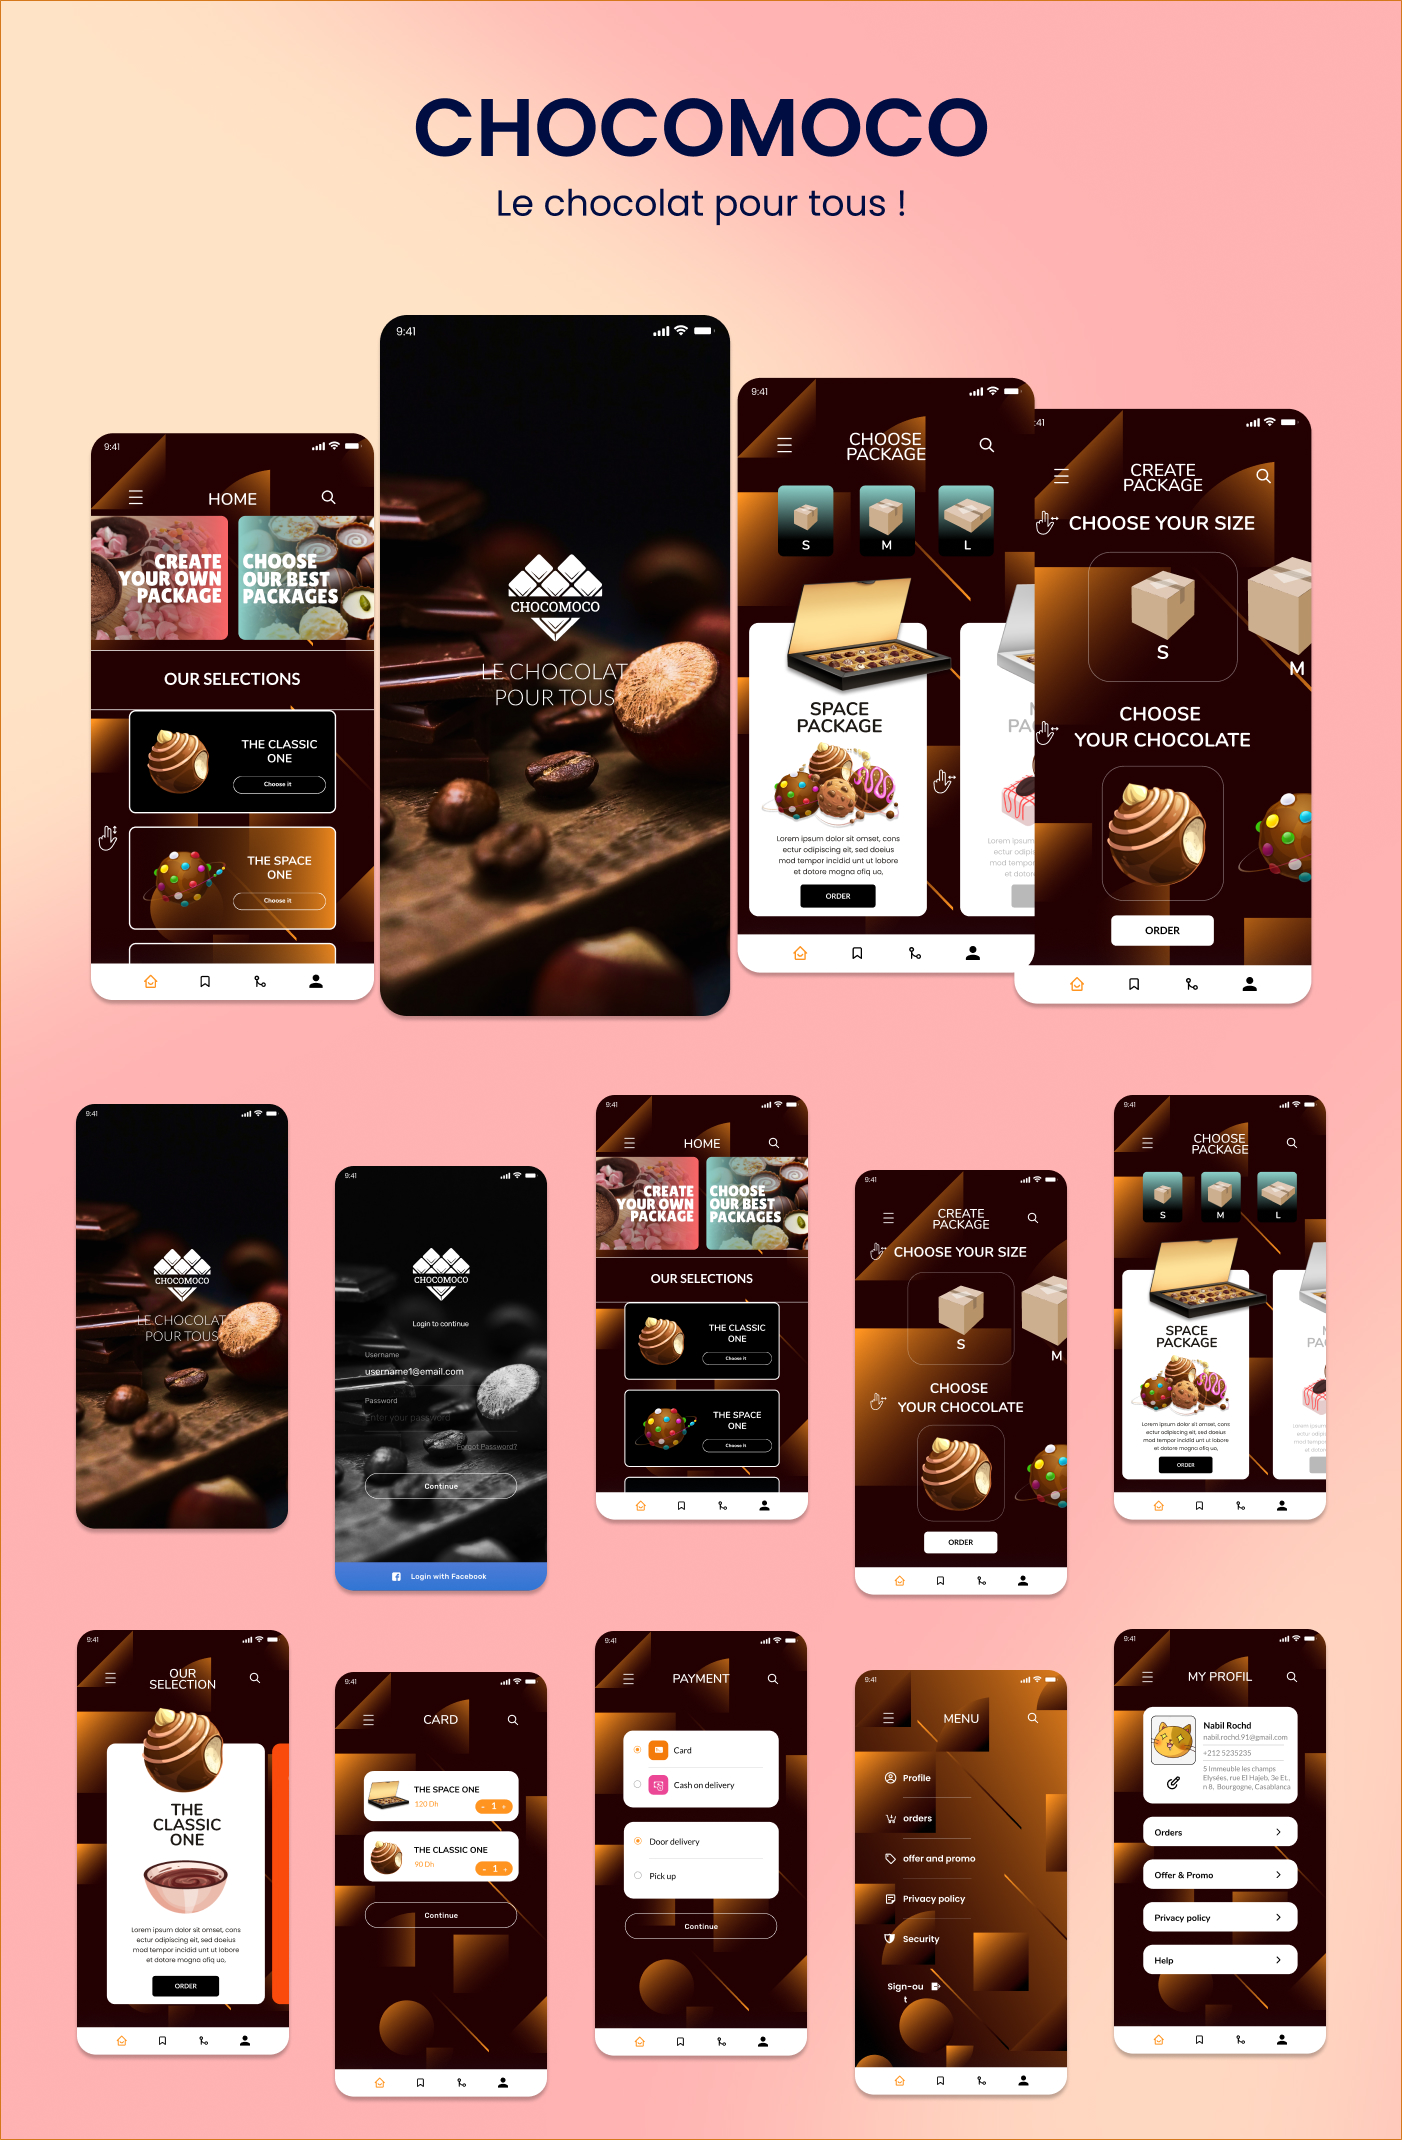 CHOCOMOCO
Le chocolat pour tous !
9:41
HOME
CREATE
YOUR OWN
PACKAGE
CHOOSE
OUR BEST
PACKAGES
OUR SELECTIONS
THE CLASSIC
ONE
Choose it
THE SPACE
ONE
Choose it
9:41
CHOCOMOCO
LE CHOCOLAT
POUR TOUS
9:41
CHOOSE
PACKAGE
S
M
L
SPACE
PACKAGE
Lorem ipsum dolor sit omset, cons
ectur odipiscing eit, sed doeius
mod tempor incidid unt ut lobore
et dotore magna ofiq uo,
ORDER
M
PA
Lorem ipsum
ectur odipi
mod tempor
et dotore
:41
CREATE
PACKAGE
CHOOSE YOUR SIZE
S
M
CHOOSE
YOUR CHOCOLATE
ORDER
9:41
CHOCOMOCO
LE CHOCOLAT
POUR TOUS
9:41
CHOCOMOCO
Login to continue
Username
username1@email.com
Password
Enter your password
Forgot Password?
Continue
Login with Facebook
9:41
HOME
CREATE
YOUR OWN
PACKAGE
CHOOSE
OUR BEST
PACKAGES
OUR SELECTIONS
THE CLASSIC
ONE
Choose it
THE SPACE
ONE
Choose it
9:41
CREATE
PACKAGE
CHOOSE YOUR SIZE
S
M
CHOOSE
YOUR CHOCOLATE
ORDER
9:41
CHOOSE
PACKAGE
S
M
L
SPACE
PACKAGE
Lorem ipsum dolor sit omset, cons
ectur odipiscing eit, sed doeius
mod tempor incidid unt ut lobore
et dotore magna ofiq uo,
ORDER
PA
9:41
OUR
SELECTION
THE
CLASSIC
ONE
Lorem ipsum dolor sit omset, cons
ectur odipiscing eit, sed doeius
mod tempor incidid unt ut lobore
et dotore magna ofiq uo,
ORDER
9:41
CARD
THE SPACE ONE
120 Dh
- 1 +
THE CLASSIC ONE
90 Dh
- 1 +
Continue
9:41
PAYMENT
Card
Cash on delivery
Door delivery
Pick up
Continue
9:41
MENU
Profile
orders
offer and promo
Privacy policy
Security
Sign-ou
t
9:41
MY PROFIL
Nabil Rochd
nabil.rochd.91@gmail.com
+212 5235235
5 Immeuble les champs
Elysées, rue El Hajeb, 3e Et.,
n 8, Bourgogne, Casablanca
Orders
Offer & Promo
Privacy policy
Help